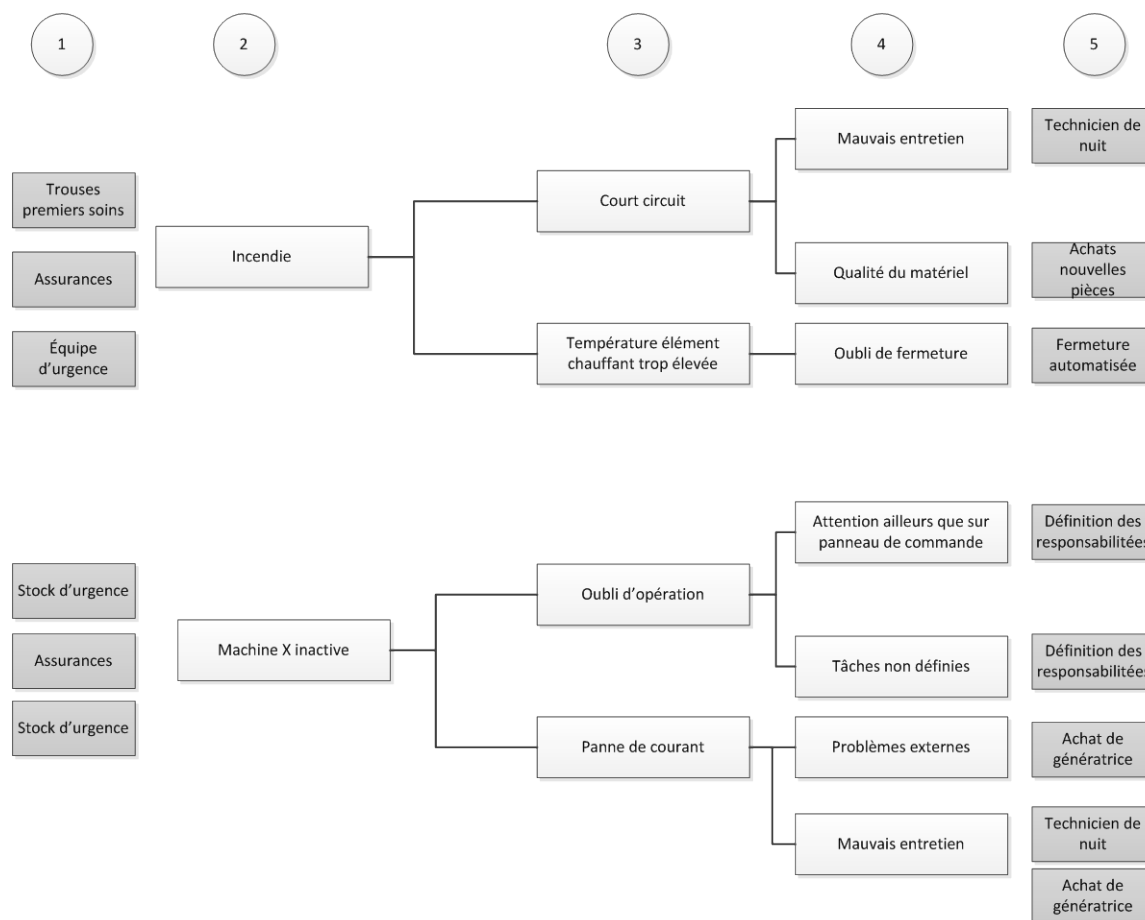 1
2
3
4
5
Mauvais entretien
Technicien de
nuit
Trouses
premiers soins
Court circuit
Incendie
Assurances
Qualité du matériel
Achats
nouvelles
pièces
Équipe
d’urgence
Température élément
chauffant trop élevée
Oubli de fermeture
Fermeture
automatisée
Attention ailleurs que sur
panneau de commande
Définition des
responsabilitées
Stock d’urgence
Oubli d’opération
Machine X inactive
Assurances
Tâches non définies
Définition des
responsabilitées
Stock d’urgence
Panne de courant
Problèmes externes
Achat de
génératrice
Mauvais entretien
Technicien de
nuit
Achat de
génératrice